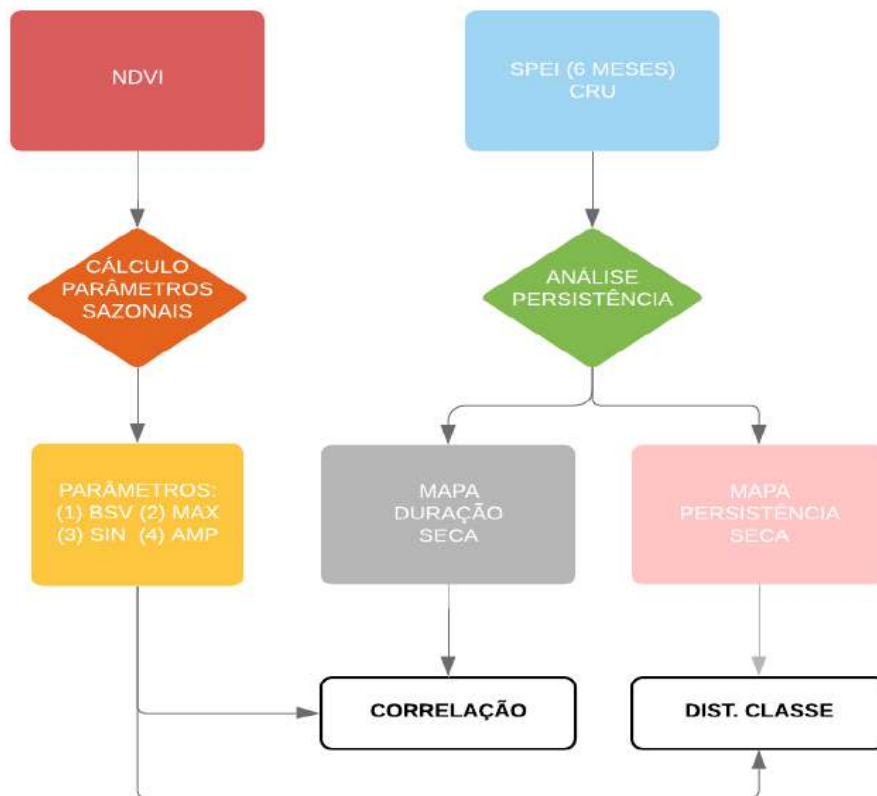 NDVI
SPEI (6 MESES)
CRU
CÁLCULO
PARÂMETROS
SAZONAIS
ANÁLISE
PERSISTÊNCIA
PARÂMETROS:
(1) BSV (2) MAX
(3) SIN (4) AMP
MAPA
DURAÇÃO
SECA
MAPA
PERSISTÊNCIA
SECA
CORRELAÇÃO
DIST. CLASSE